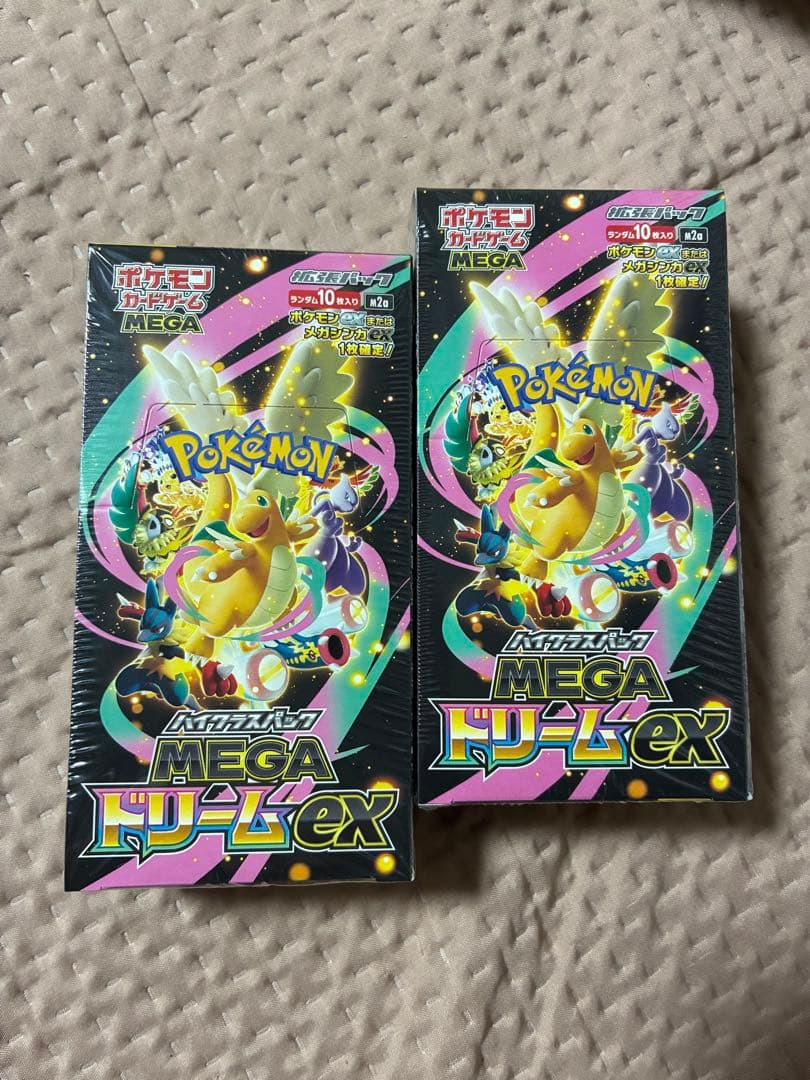 ポケモン
カードゲーム
MEGA
拡張パック
ランダム10枚入り M2a
ポケモンexまたは
メガシンカex
1枚確定!
POKéMON
ハイクラスパック
MEGA
ドリームex
ポケモン
カードゲーム
MEGA
拡張パック
ランダム10枚入り M2a
ポケモンexまたは
メガシンカex
1枚確定!
POKéMON
ハイクラスパック
MEGA
ドリームex